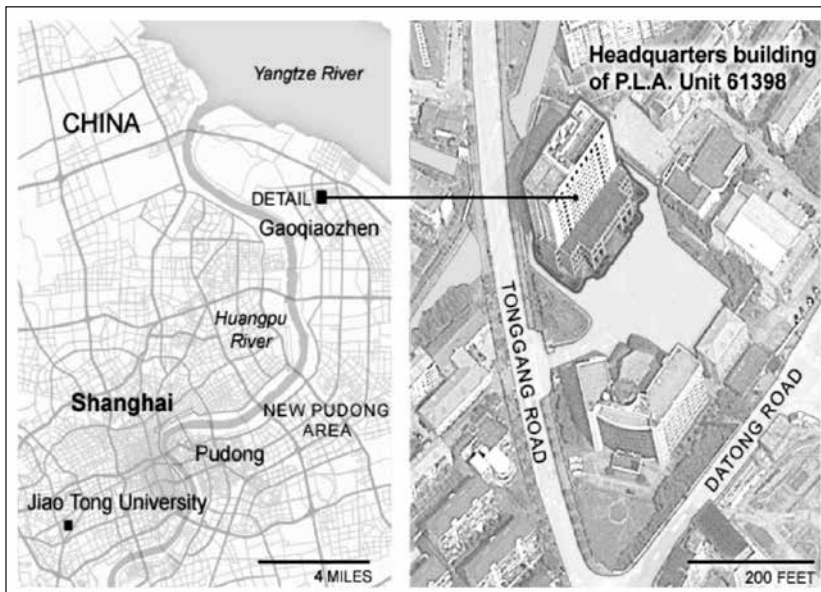 Yangtze River
CHINA
DETAIL
Gaoqiaozhen
Huangpu
River
Shanghai
NEW PUDONG
AREA
Pudong
Jiao Tong University
4 MILES
Headquarters building
of P.L.A. Unit 61398
TONGGANG ROAD
DATONG ROAD
200 FEET